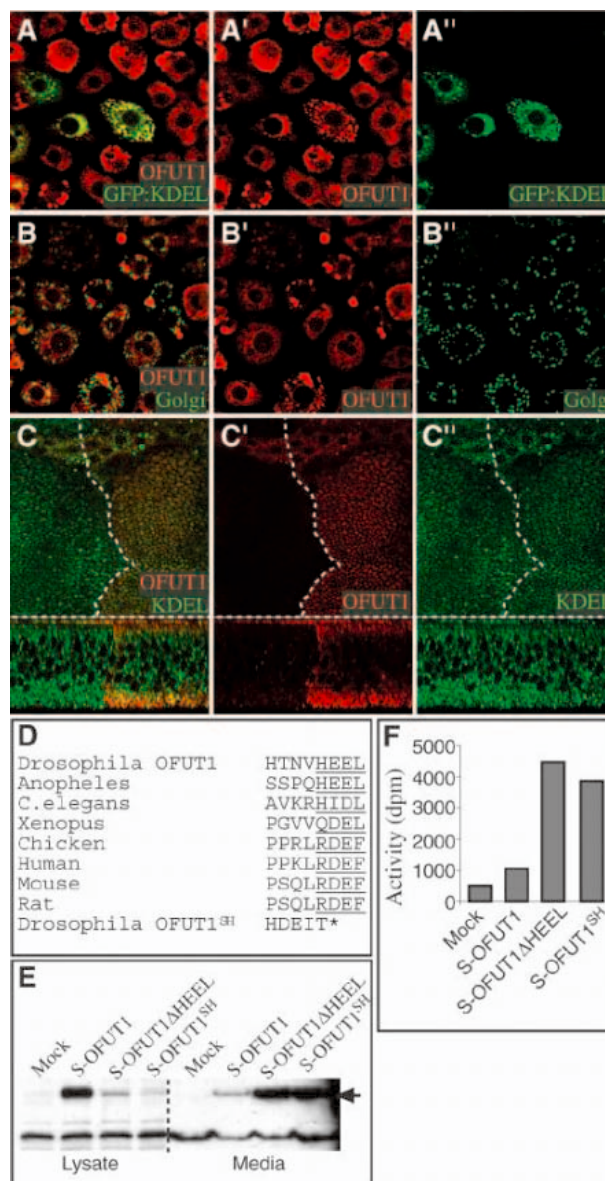 A
A'
A"
OFUT1
GFP:KDEL
OFUT1
GFP:KDEL
B
B'
B"
OFUT1
Golgi
OFUT1
Golgi
C
C'
C"
OFUT1
KDEL
OFUT1
KDEL
D
Drosophila OFUT1 HTNVHEEL
Anopheles SSPQHEEL
C.elegans AVKRHIDL
Xenopus PGVVQDEL
Chicken PPRLRDEF
Human PPKLRDEF
Mouse PSQLRDEF
Rat PSQLRDEF
Drosophila OFUT1SH HDEIT*
E
Mock
S-OFUT1
S-OFUT1ΔHEEL
S-OFUT1SH
Mock
S-OFUT1
S-OFUT1ΔHEEL
S-OFUT1SH
Lysate
Media
F
Activity (dpm)
5000
4000
3000
2000
1000
0
Mock
S-OFUT1
S-OFUT1ΔHEEL
S-OFUT1SH